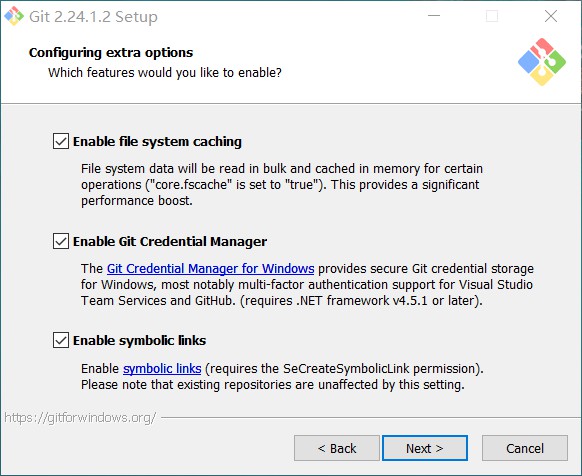 Git 2.24.1.2 Setup
Configuring extra options
Which features would you like to enable?
Enable file system caching
File system data will be read in bulk and cached in memory for certain
operations ("core.fscache" is set to "true"). This provides a significant
performance boost.
Enable Git Credential Manager
The Git Credential Manager for Windows provides secure Git credential storage
for Windows, most notably multi-factor authentication support for Visual Studio
Team Services and GitHub. (requires .NET framework v4.5.1 or later).
Enable symbolic links
Enable symbolic links (requires the SeCreateSymbolicLink permission).
Please note that existing repositories are unaffected by this setting.
https://gitforwindows.org/
< Back
Next >
Cancel